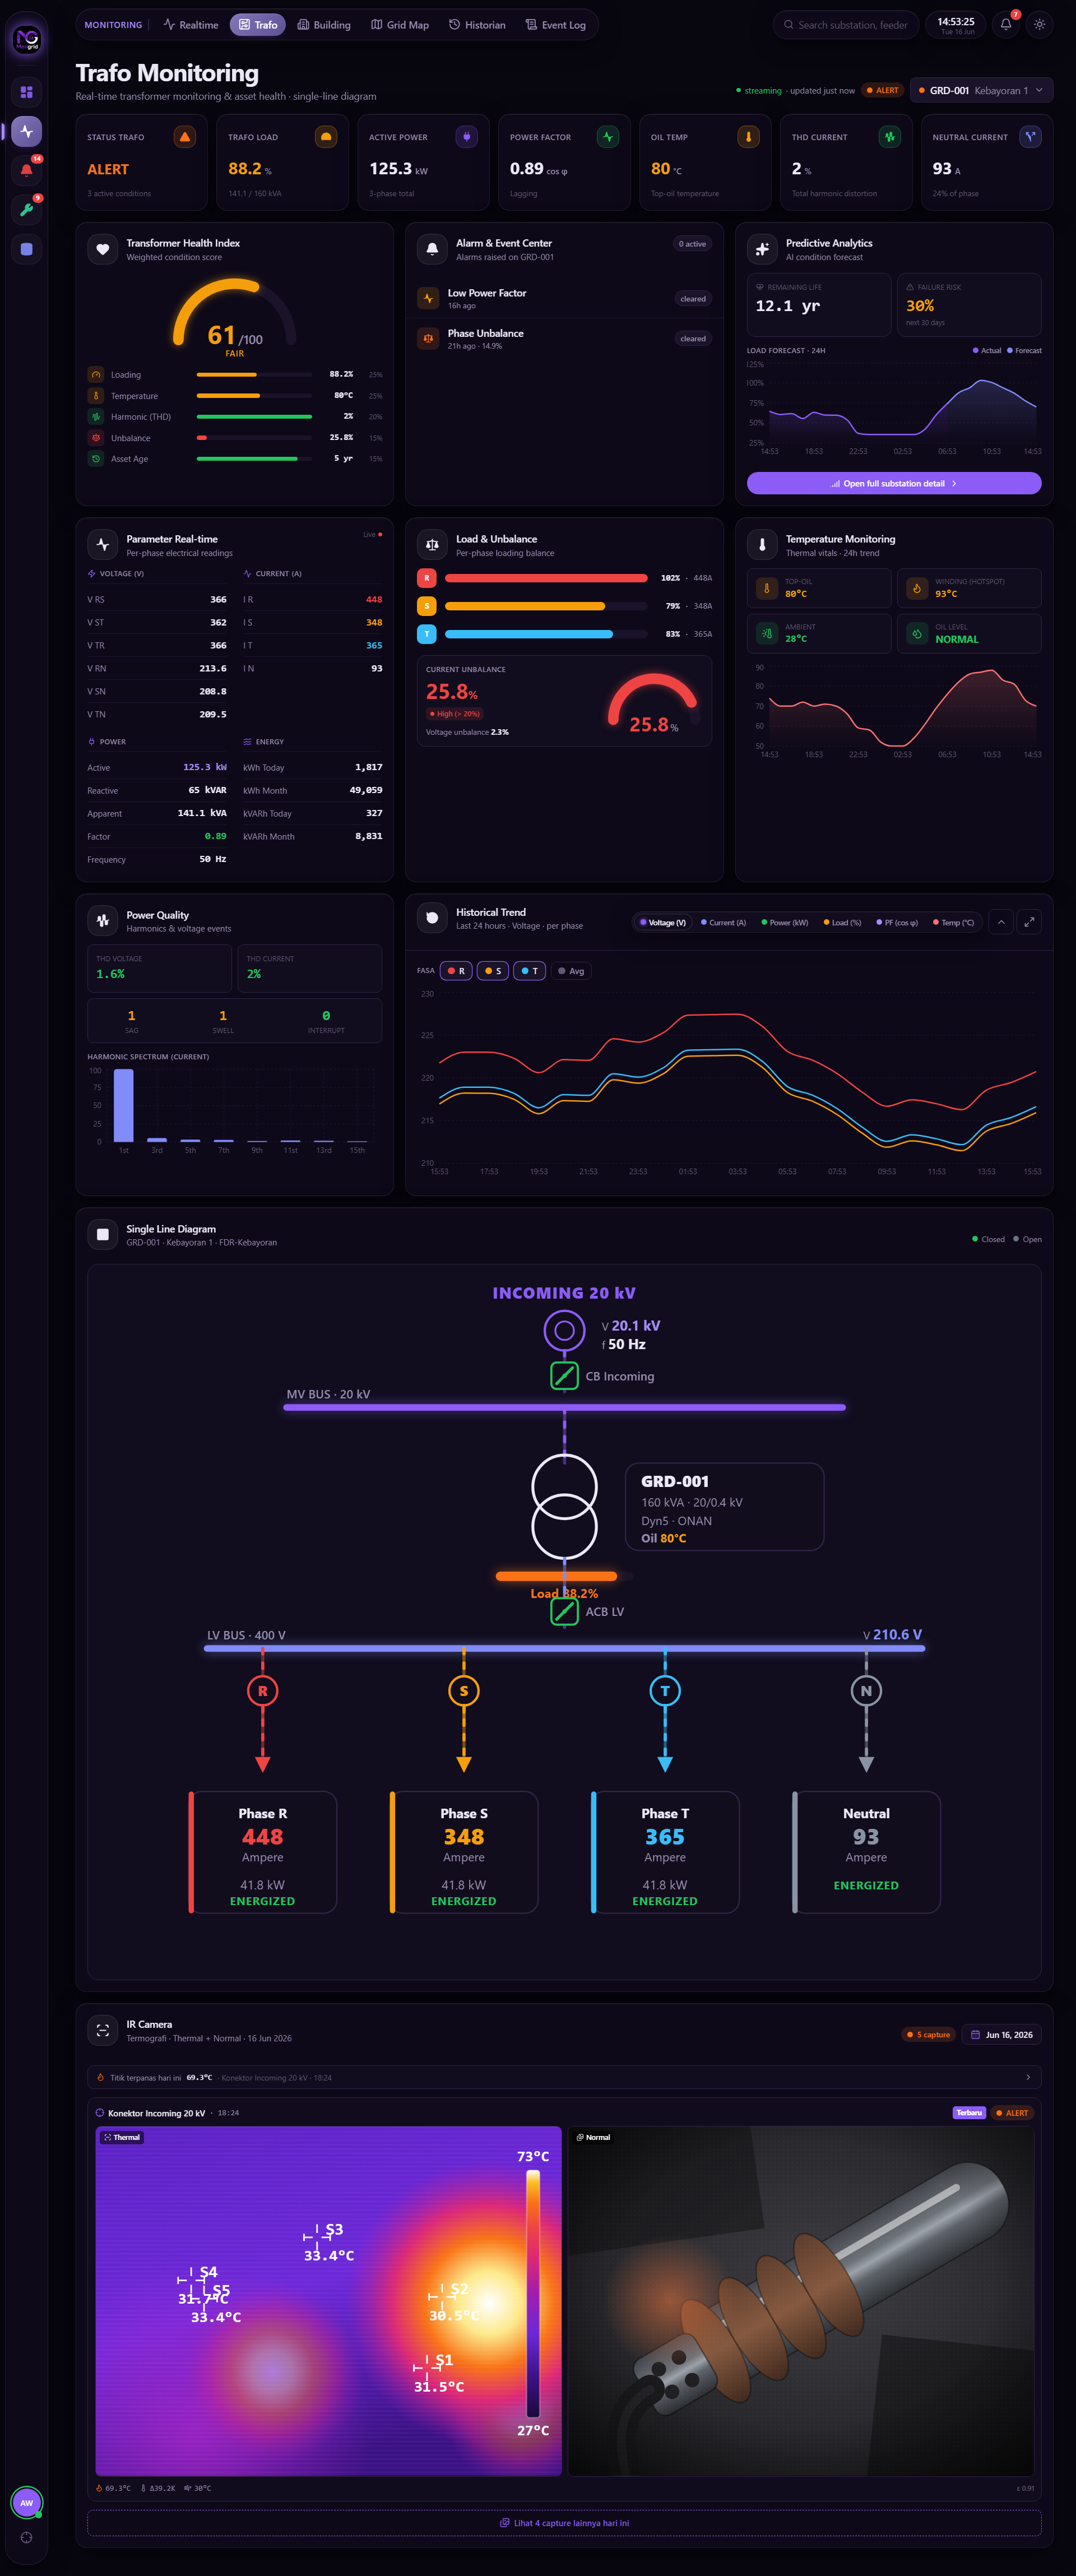 NG
Mongrid
MONITORING
Realtime
Trafo
Building
Grid Map
Historian
Event Log
Search substation, feeder
14:53:25
Tue 16 Jun
7
14
9
Trafo Monitoring
Real-time transformer monitoring & asset health · single-line diagram
streaming · updated just now
ALERT
GRD-001 Kebayoran 1
STATUS TRAFO
ALERT
3 active conditions
TRAFO LOAD
88.2 %
141.1 / 160 kVA
ACTIVE POWER
125.3 kW
3-phase total
POWER FACTOR
0.89 cos φ
Lagging
OIL TEMP
80 °C
Top-oil temperature
THD CURRENT
2 %
Total harmonic distortion
NEUTRAL CURRENT
93 A
24% of phase
Transformer Health Index
Weighted condition score
61 /100
FAIR
Loading 88.2% 25%
Temperature 80°C 25%
Harmonic (THD) 2% 20%
Unbalance 25.8% 15%
Asset Age 5 yr 15%
Alarm & Event Center
Alarms raised on GRD-001
0 active
Low Power Factor
16h ago
cleared
Phase Unbalance
21h ago · 14.9%
cleared
Predictive Analytics
AI condition forecast
REMAINING LIFE
12.1 yr
FAILURE RISK
30%
next 30 days
LOAD FORECAST · 24H
Actual Forecast
125%
100%
75%
50%
25%
14:53 18:53 22:53 02:53 06:53 10:53 14:53
Open full substation detail
Parameter Real-time
Per-phase electrical readings
Live
VOLTAGE (V)
V RS 366
V ST 362
V TR 366
V RN 213.6
V SN 208.8
V TN 209.5
CURRENT (A)
I R 448
I S 348
I T 365
I N 93
POWER
Active 125.3 kW
Reactive 65 kVAR
Apparent 141.1 kVA
Factor 0.89
Frequency 50 Hz
ENERGY
kWh Today 1,817
kWh Month 49,059
kVARh Today 327
kVARh Month 8,831
Load & Unbalance
Per-phase loading balance
R 102% · 448A
S 79% · 348A
T 83% · 365A
CURRENT UNBALANCE
25.8%
High (> 20%)
Voltage unbalance 2.3%
25.8%
Temperature Monitoring
Thermal vitals · 24h trend
TOP-OIL
80°C
WINDING (HOTSPOT)
93°C
AMBIENT
28°C
OIL LEVEL
NORMAL
90
80
70
60
50
14:53 18:53 22:53 02:53 06:53 10:53 14:53
Power Quality
Harmonics & voltage events
THD VOLTAGE
1.6%
THD CURRENT
2%
1
SAG
1
SWELL
0
INTERRUPT
HARMONIC SPECTRUM (CURRENT)
100
75
50
25
0
1st 3rd 5th 7th 9th 11st 13rd 15th
Historical Trend
Last 24 hours · Voltage · per phase
Voltage (V) Current (A) Power (kW) Load (%) PF (cos φ) Temp (°C)
FASA R S T Avg
230
225
220
215
210
15:53 17:53 19:53 21:53 23:53 01:53 03:53 05:53 07:53 09:53 11:53 13:53 15:53
Single Line Diagram
GRD-001 · Kebayoran 1 · FDR-Kebayoran
Closed Open
INCOMING 20 kV
V 20.1 kV
f 50 Hz
CB Incoming
MV BUS · 20 kV
GRD-001
160 kVA · 20/0.4 kV
Dyn5 · ONAN
Oil 80°C
Load 88.2%
ACB LV
LV BUS · 400 V
V 210.6 V
R
S
T
N
Phase R
448
Ampere
41.8 kW
ENERGIZED
Phase S
348
Ampere
41.8 kW
ENERGIZED
Phase T
365
Ampere
41.8 kW
ENERGIZED
Neutral
93
Ampere
ENERGIZED
IR Camera
Termografi · Thermal + Normal · 16 Jun 2026
5 capture
Jun 16, 2026
Titik terpanas hari ini 69.3°C · Konektor Incoming 20 kV · 18:24
Konektor Incoming 20 kV · 18:24
Terbaru
ALERT
Thermal
73°C
S3
33.4°C
S4
31.7°C
S5
33.4°C
S2
30.5°C
S1
31.5°C
27°C
Normal
69.3°C Δ39.2K 30°C
ε 0.91
Lihat 4 capture lainnya hari ini
AW